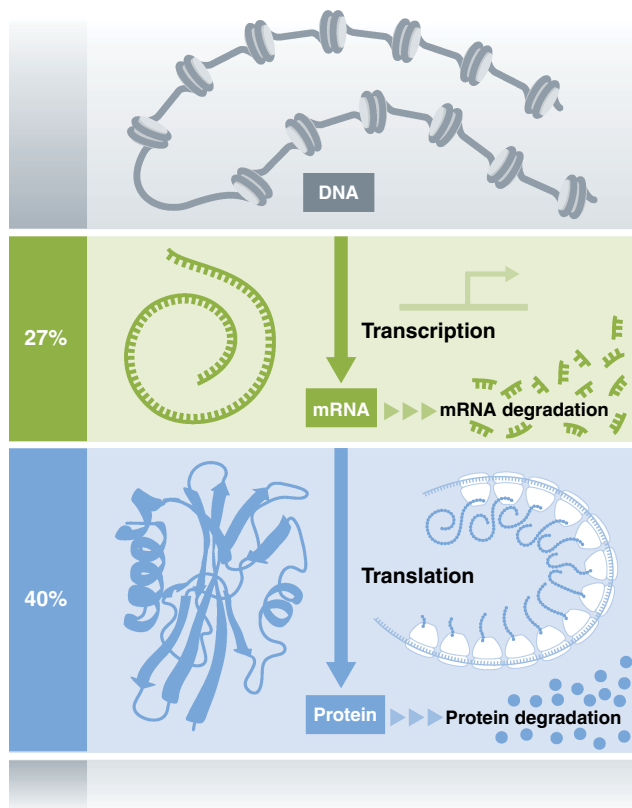 DNA
27%
Transcription
mRNA
mRNA degradation
40%
Translation
Protein
Protein degradation